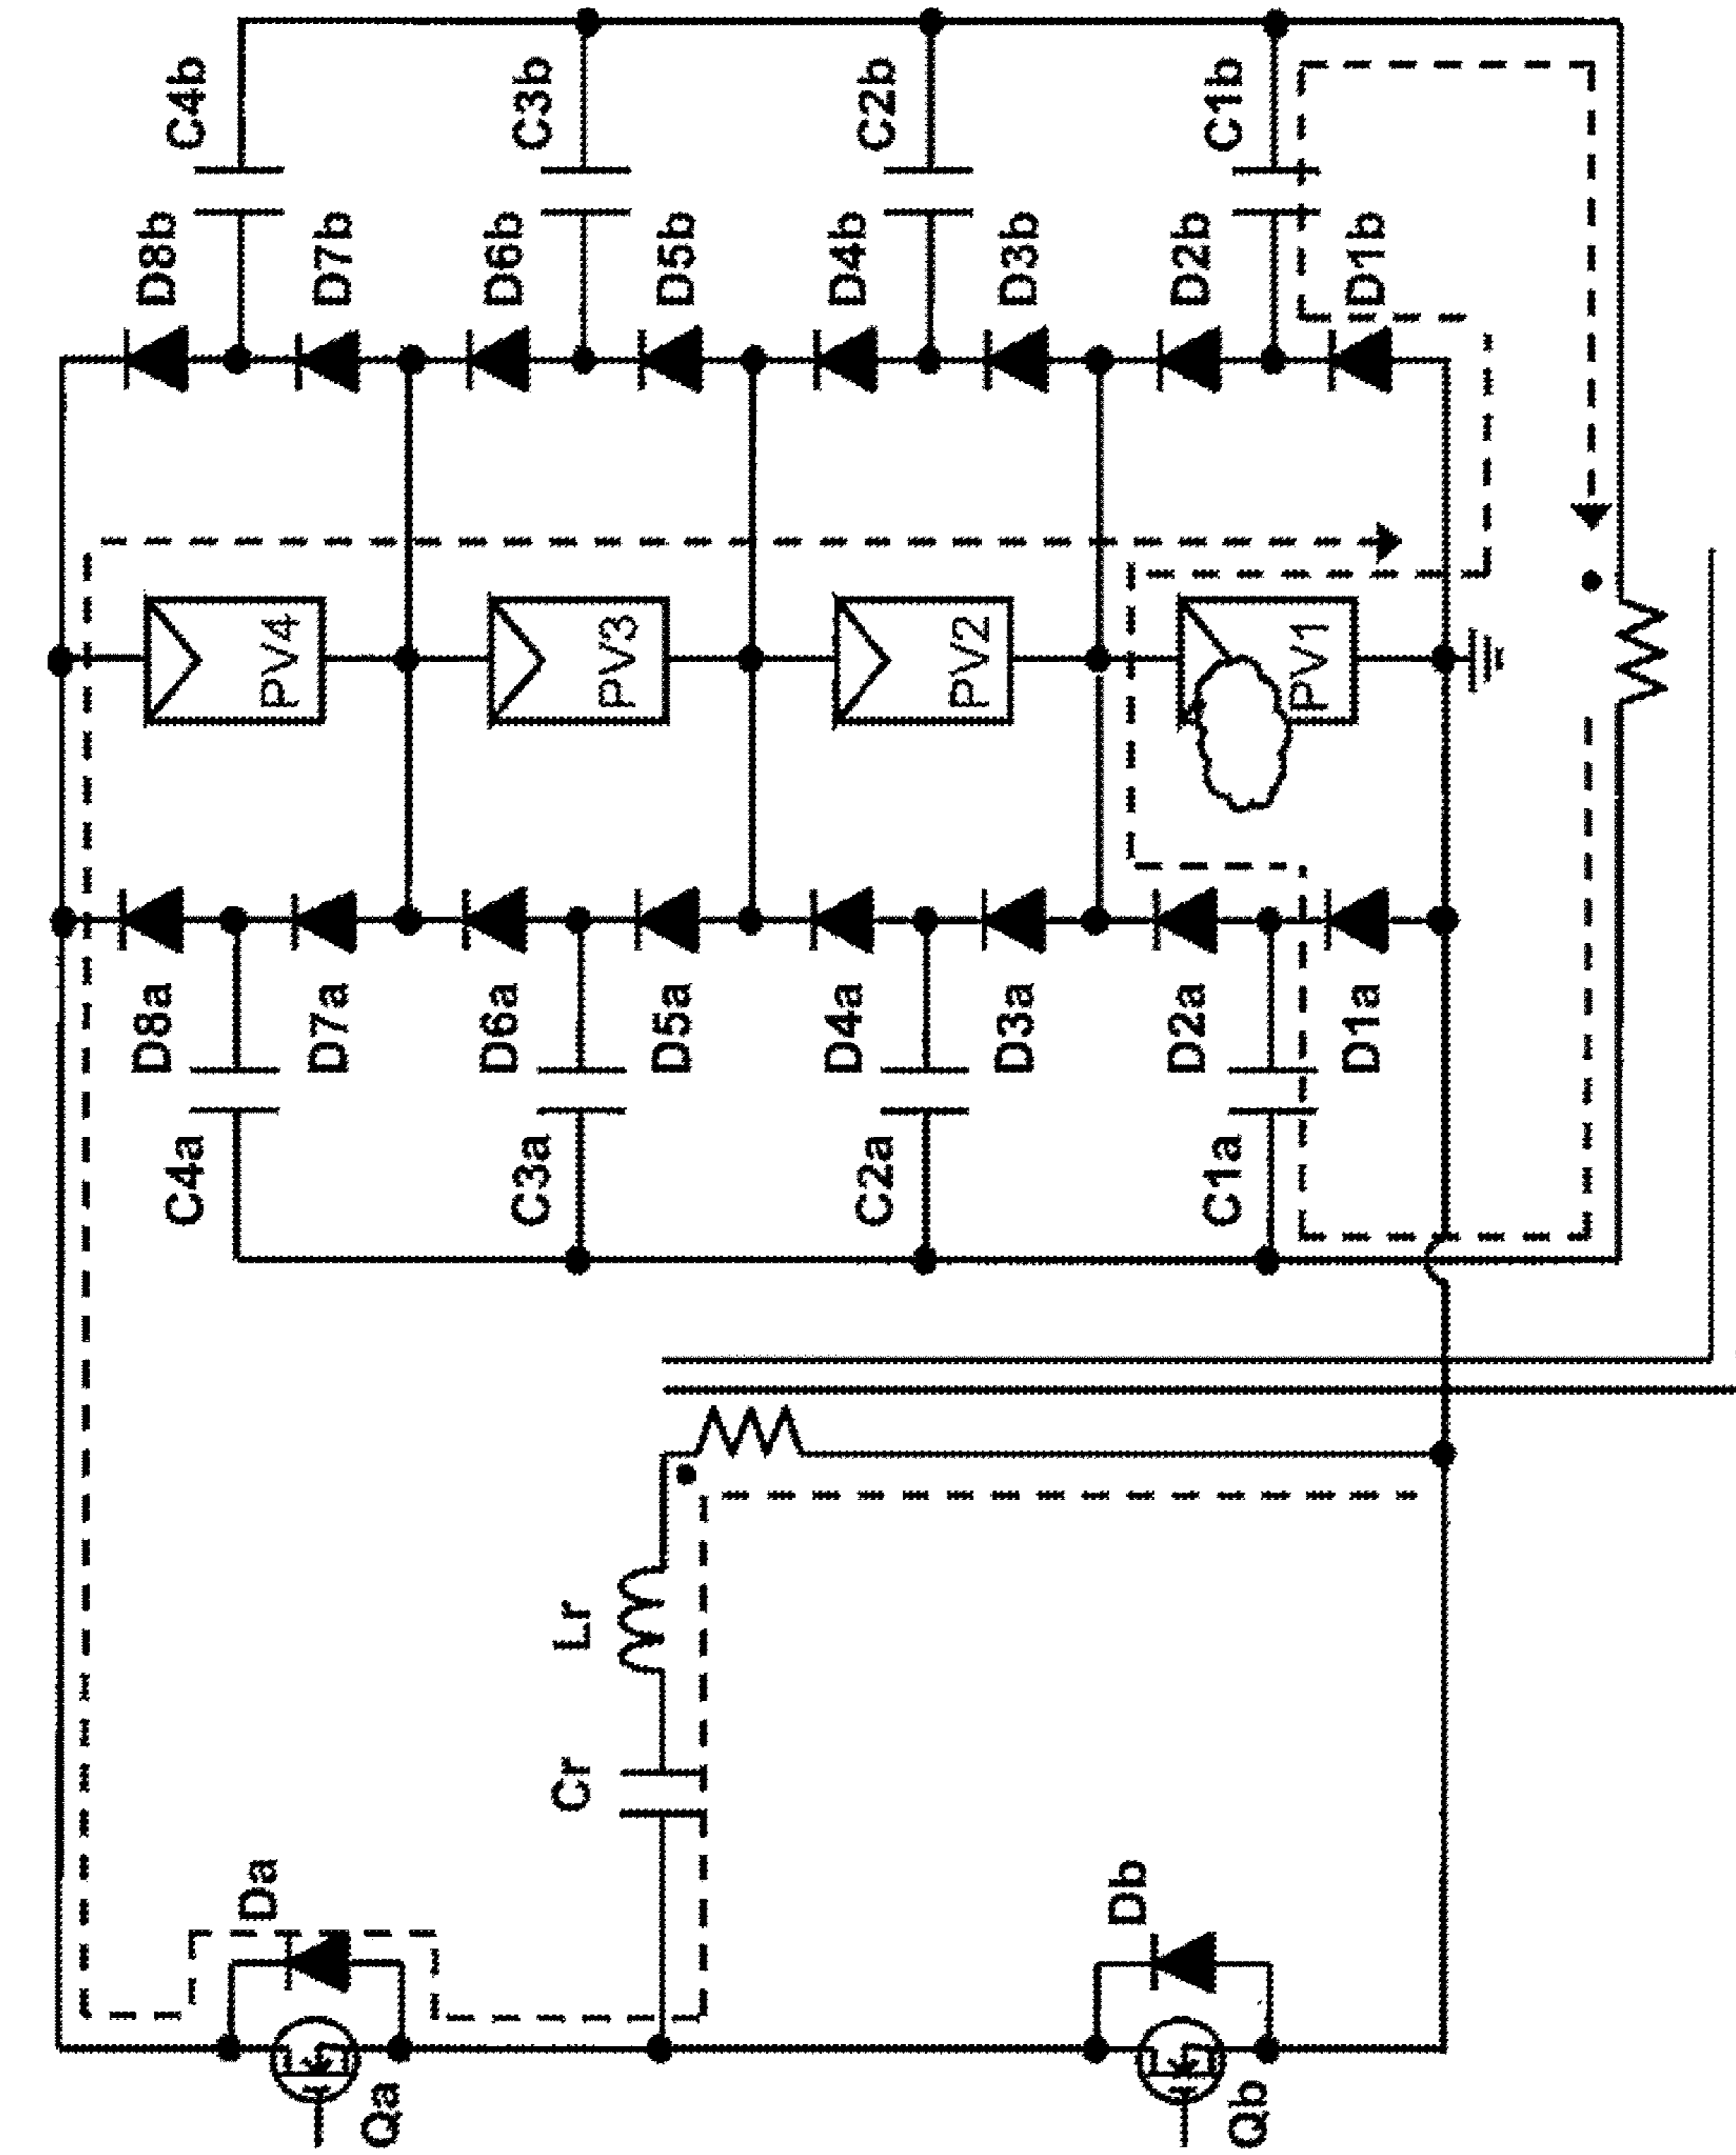 C4b
C3b
C2b
C1b
D8b
D7b
D6b
D5b
D4b
D3b
D2b
D1b
PV4
PV3
PV2
PV1
D8a
D7a
D6a
D5a
D4a
D3a
D2a
D1a
C4a
C3a
C2a
C1a
Lr
Cr
Da
Db
Qa
Qb